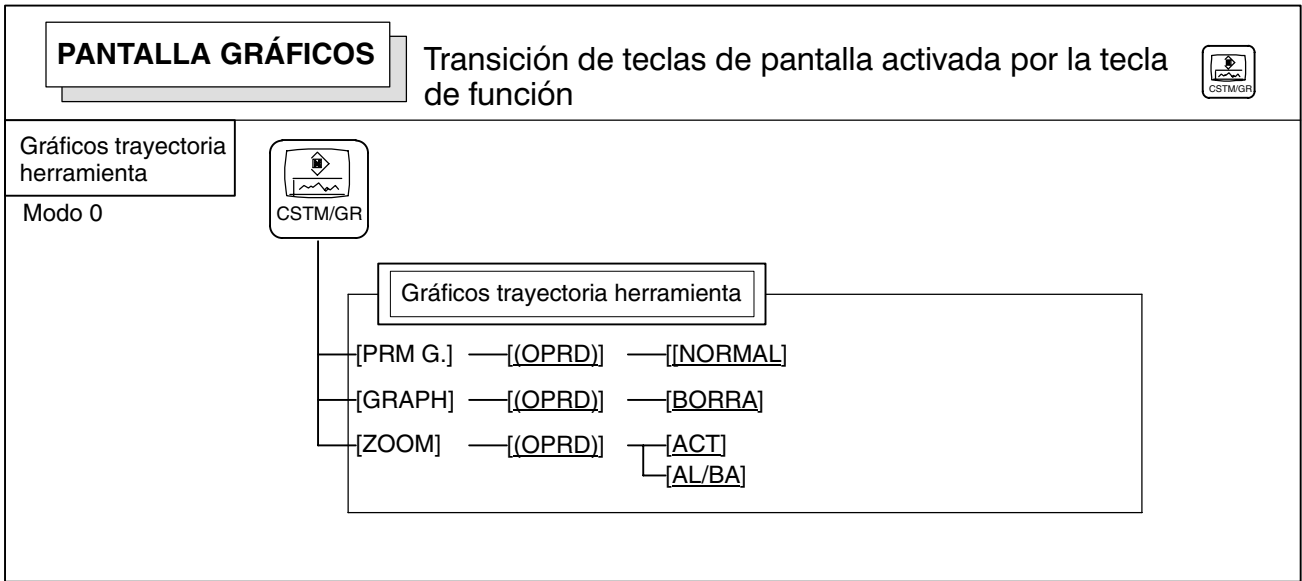 PANTALLA GRÁFICOS
Transición de teclas de pantalla activada por la tecla
de función
CSTM/GR
Gráficos trayectoria
herramienta
Modo 0
CSTM/GR
Gráficos trayectoria herramienta
[PRM G.] [(OPRD)] [[NORMAL]
[GRAPH] [(OPRD)] [BORRA]
[ZOOM] [(OPRD)] [ACT]
[AL/BA]